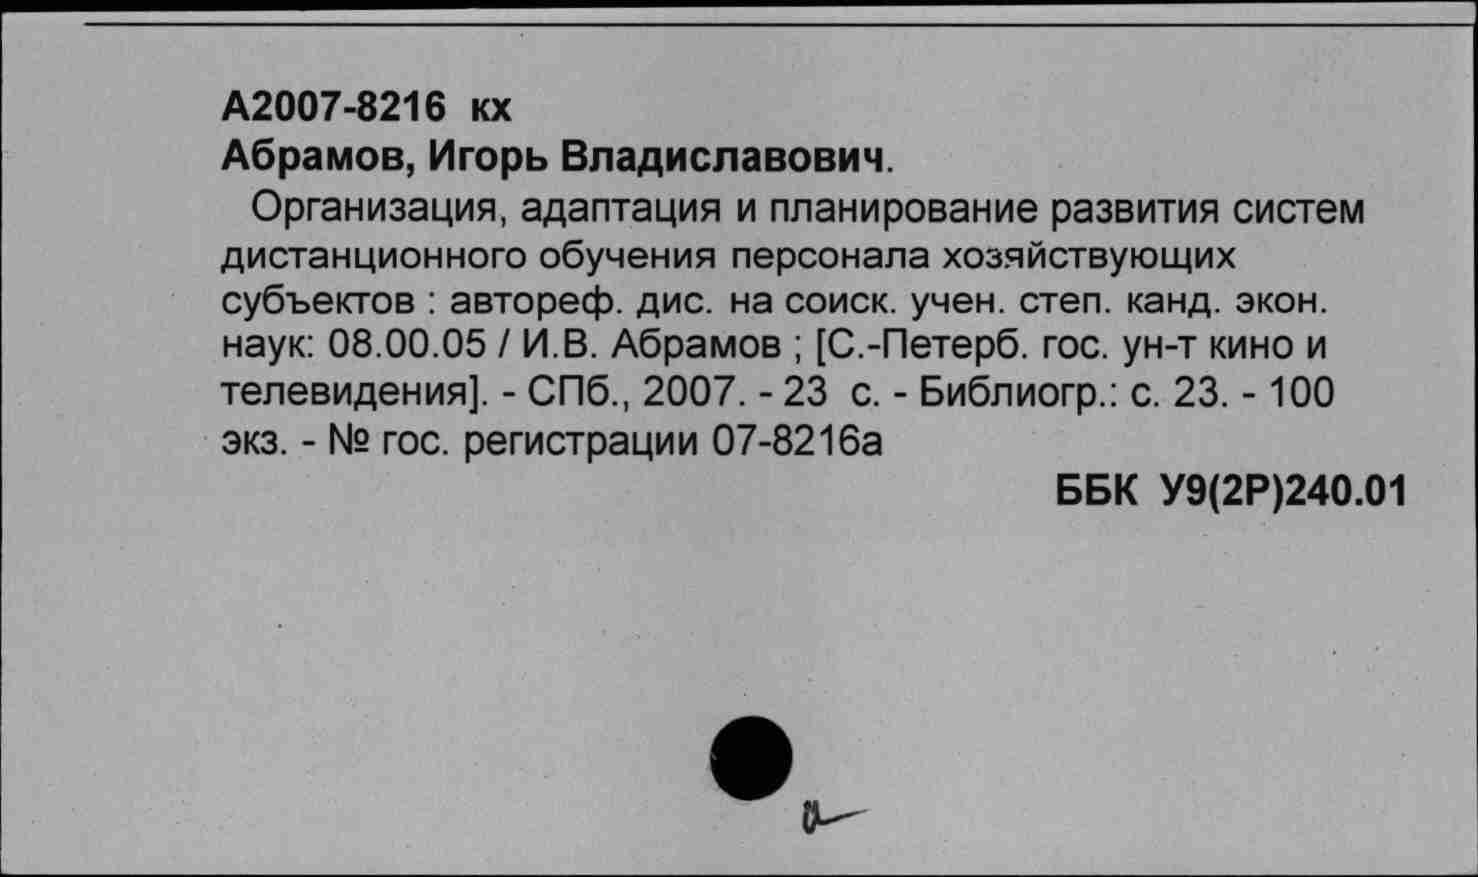 А2007-8216 кх
Абрамов, Игорь Владиславович.
Организация, адаптация и планирование развития систем
дистанционного обучения персонала хозяйствующих
субъектов : автореф. дис. на соиск. учен. степ. канд. экон.
наук: 08.00.05 / И.В. Абрамов ; [С.-Петерб. гос. ун-т кино и
телевидения]. - СПб., 2007. - 23 с. - Библиогр.: с. 23. - 100
экз. - № гос. регистрации 07-8216а
ББК У9(2Р)240.01